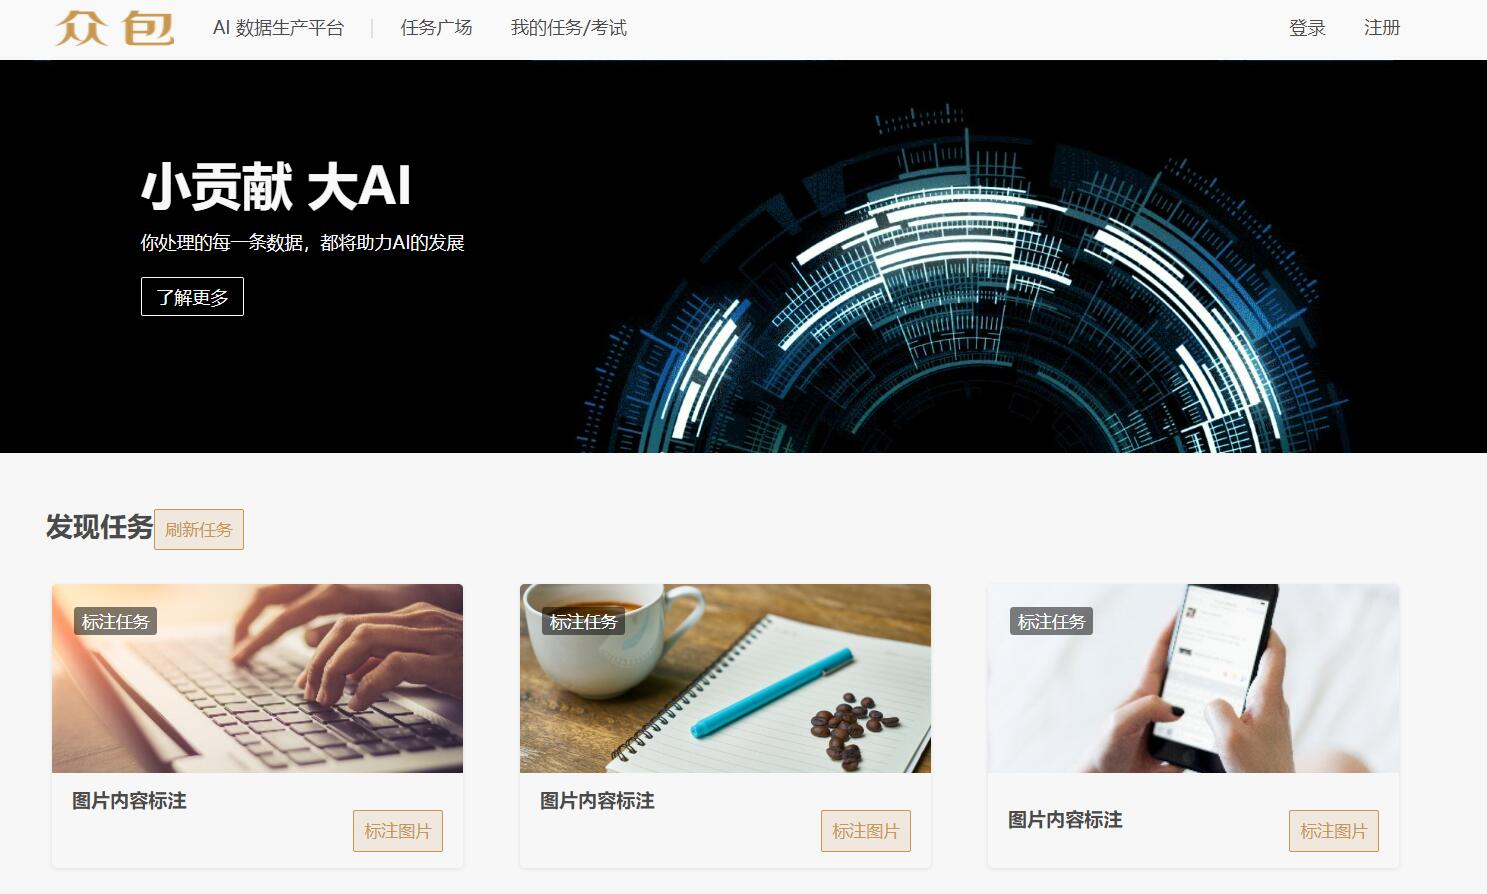 众包 AI 数据生产平台 任务广场 我的任务/考试 登录 注册
小贡献 大AI
你处理的每一条数据，都将助力AI的发展
了解更多
发现任务 刷新任务
标注任务 标注任务 标注任务
图片内容标注 图片内容标注 图片内容标注
标注图片 标注图片 标注图片